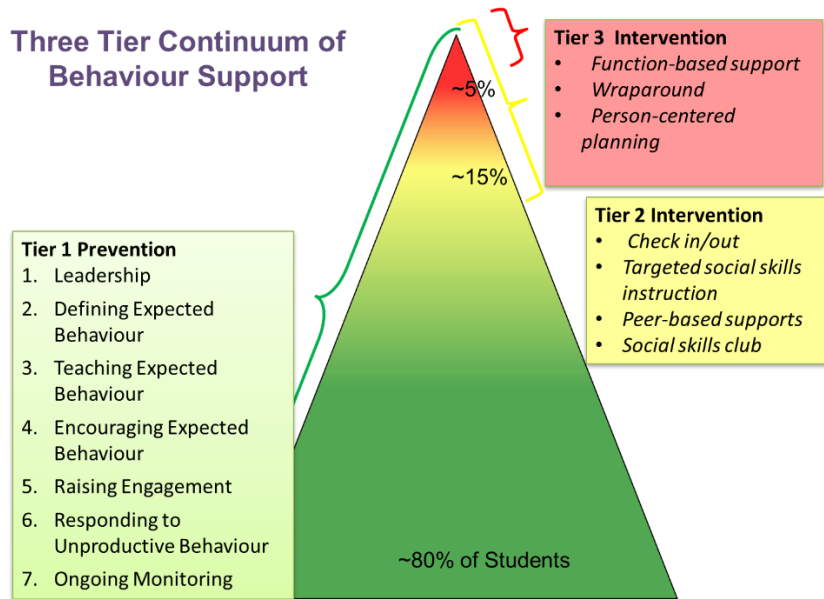 Three Tier Continuum of
Behaviour Support
~5%
~15%
~80% of Students
Tier 3 Intervention
• Function-based support
• Wraparound
• Person-centered
planning
Tier 2 Intervention
• Check in/out
• Targeted social skills
instruction
• Peer-based supports
• Social skills club
Tier 1 Prevention
1. Leadership
2. Defining Expected
Behaviour
3. Teaching Expected
Behaviour
4. Encouraging Expected
Behaviour
5. Raising Engagement
6. Responding to
Unproductive Behaviour
7. Ongoing Monitoring